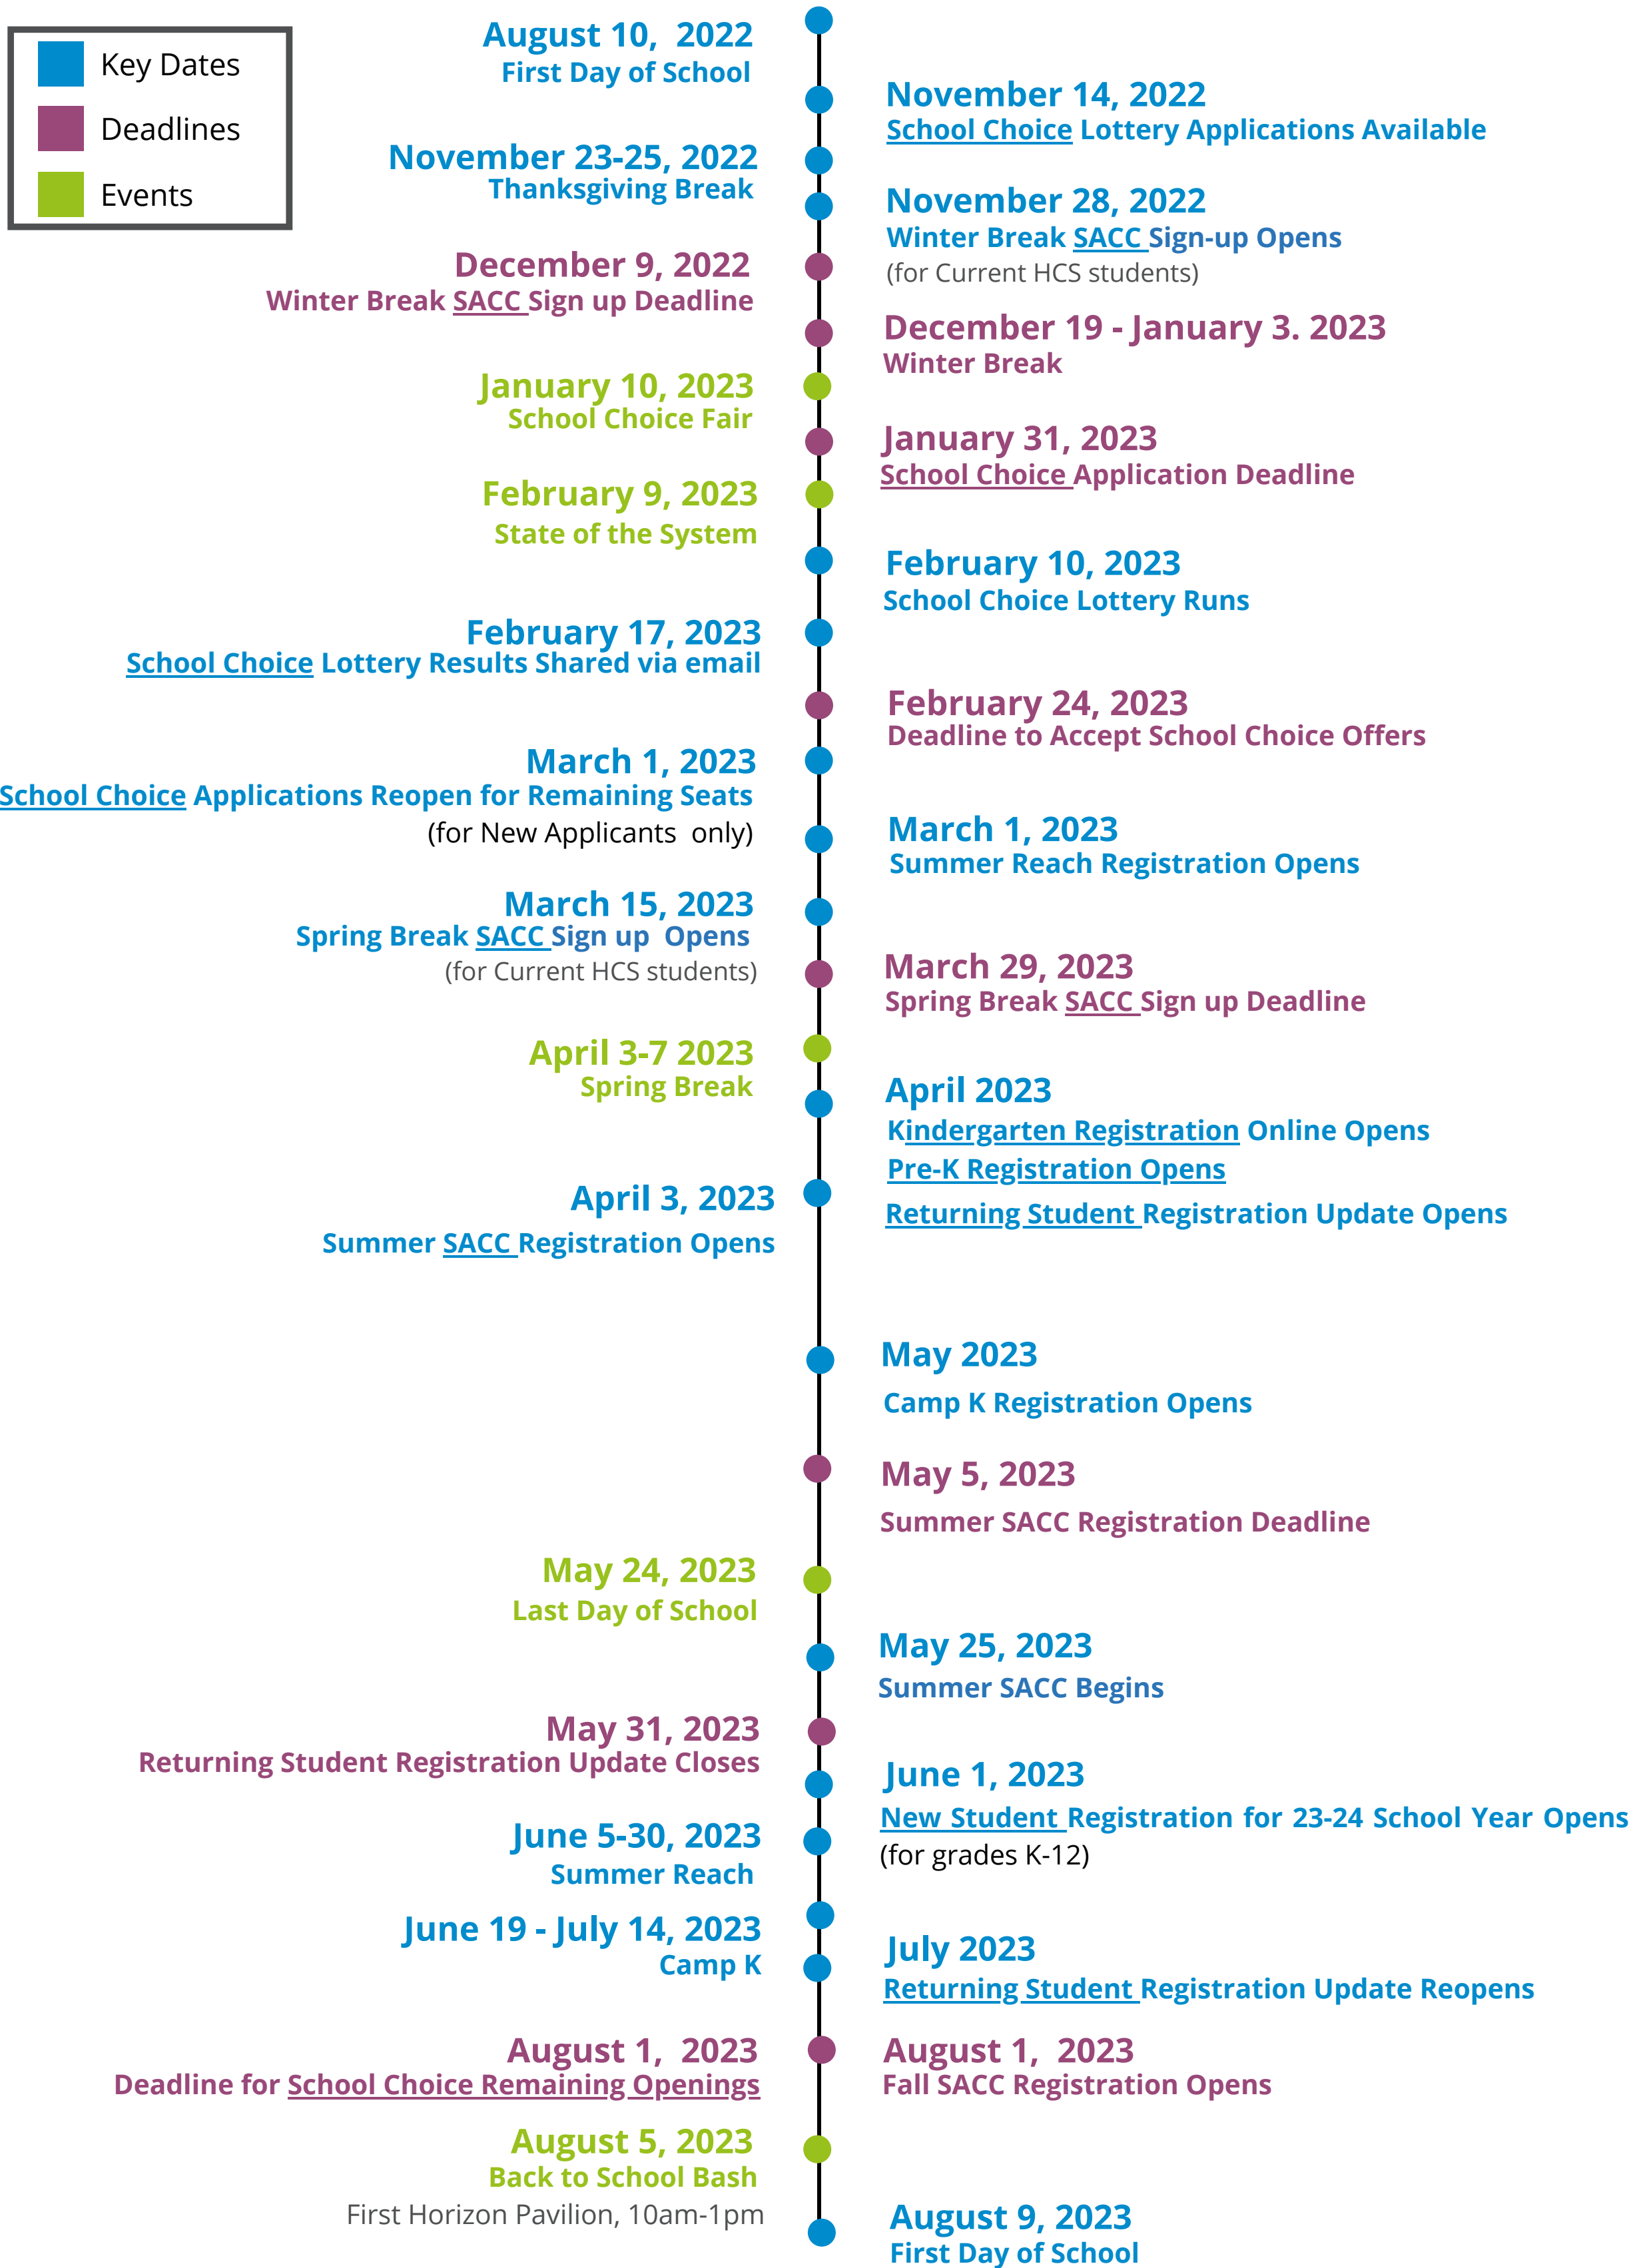 Key Dates
Deadlines
Events
August 10,  2022
First Day of School
November 14, 2022
School Choice Lottery Applications Available
November 23-25, 2022
Thanksgiving Break
November 28, 2022
Winter Break SACC Sign-up Opens
(for Current HCS students)
December 9, 2022
Winter Break SACC Sign up Deadline
December 19 - January 3. 2023
Winter Break
January 10, 2023
School Choice Fair
January 31, 2023
School Choice Application Deadline
February 9, 2023
State of the System
February 10, 2023
School Choice Lottery Runs
February 17, 2023
School Choice Lottery Results Shared via email
February 24, 2023
Deadline to Accept School Choice Offers
March 1, 2023
School Choice Applications Reopen for Remaining Seats
(for New Applicants  only)
March 1, 2023
Summer Reach Registration Opens
March 15, 2023
Spring Break SACC Sign up  Opens
(for Current HCS students)
March 29, 2023
Spring Break SACC Sign up Deadline
April 3-7 2023
Spring Break
April 2023
Kindergarten Registration Online Opens
Pre-K Registration Opens
Returning Student Registration Update Opens
April 3, 2023
Summer SACC Registration Opens
May 2023
Camp K Registration Opens
May 5, 2023
Summer SACC Registration Deadline
May 24, 2023
Last Day of School
May 25, 2023
Summer SACC Begins
May 31, 2023
Returning Student Registration Update Closes
June 1, 2023
New Student Registration for 23-24 School Year Opens
(for grades K-12)
June 5-30, 2023
Summer Reach
June 19 - July 14, 2023
Camp K
July 2023
Returning Student Registration Update Reopens
August 1,  2023
Deadline for School Choice Remaining Openings
August 1,  2023
Fall SACC Registration Opens
August 5, 2023
Back to School Bash
First Horizon Pavilion, 10am-1pm
August 9, 2023
First Day of School